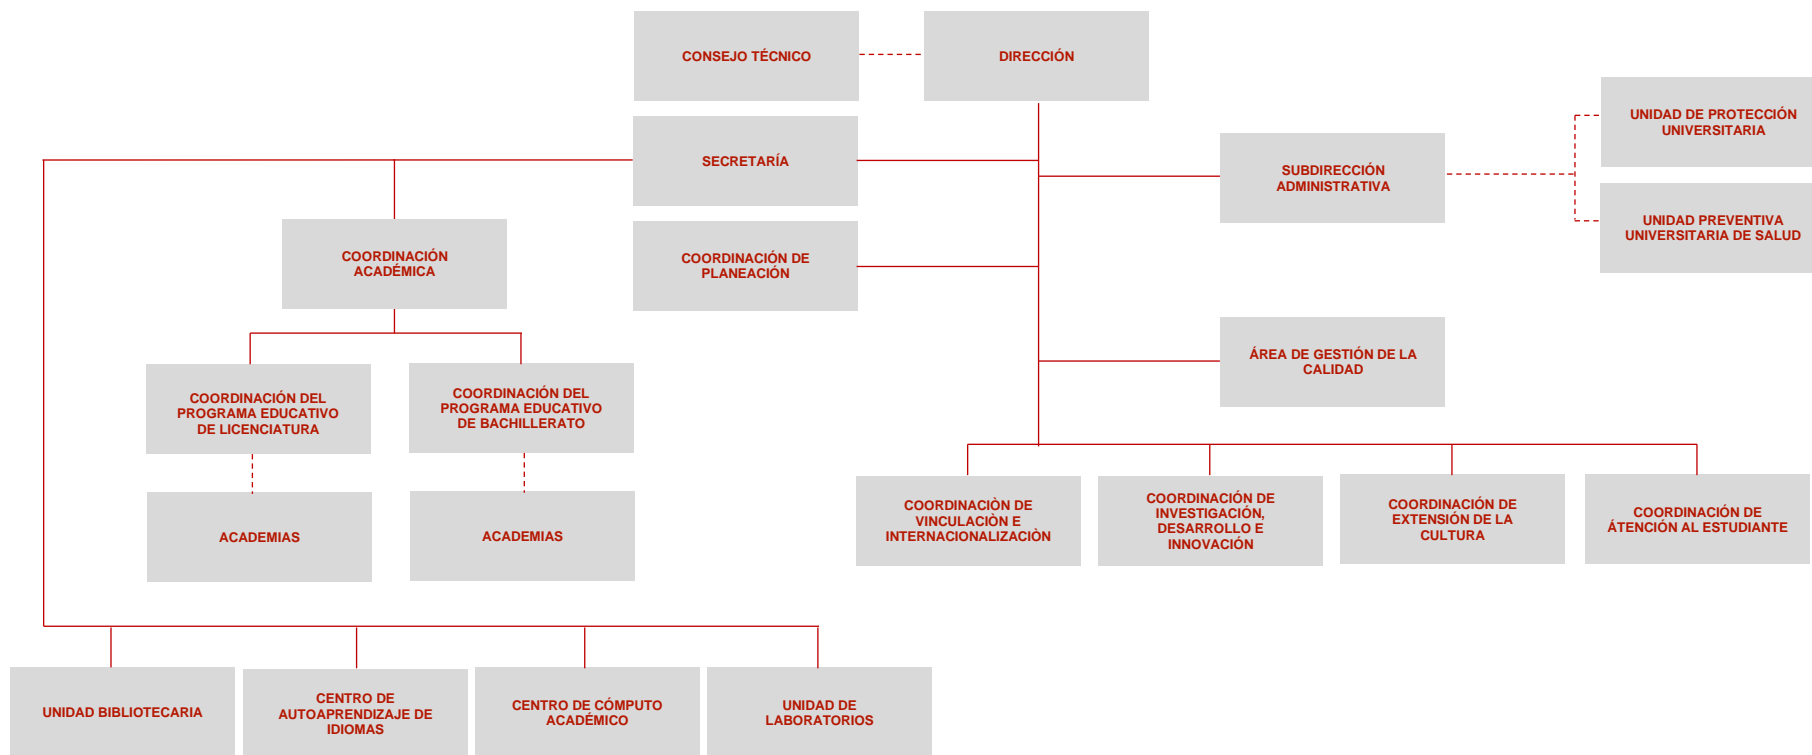 CONSEJO TÉCNICO
DIRECCIÓN
UNIDAD DE PROTECCIÓN
UNIVERSITARIA
SECRETARÍA
SUBDIRECCIÓN
ADMINISTRATIVA
UNIDAD PREVENTIVA
UNIVERSITARIA DE SALUD
COORDINACIÓN
ACADÉMICA
COORDINACIÓN DE
PLANEACIÓN
ÁREA DE GESTIÓN DE LA
CALIDAD
COORDINACIÓN DEL
PROGRAMA EDUCATIVO
DE LICENCIATURA
COORDINACIÓN DEL
PROGRAMA EDUCATIVO
DE BACHILLERATO
ACADEMIAS
ACADEMIAS
COORDINACIÒN DE
VINCULACIÒN E
INTERNACIONALIZACIÒN
COORDINACIÓN DE
INVESTIGACIÓN,
DESARROLLO E
INNOVACIÓN
COORDINACIÓN DE
EXTENSIÓN DE LA
CULTURA
COORDINACIÓN DE
ÁTENCIÓN AL ESTUDIANTE
UNIDAD BIBLIOTECARIA
CENTRO DE
AUTOAPRENDIZAJE DE
IDIOMAS
CENTRO DE CÓMPUTO
ACADÉMICO
UNIDAD DE
LABORATORIOS